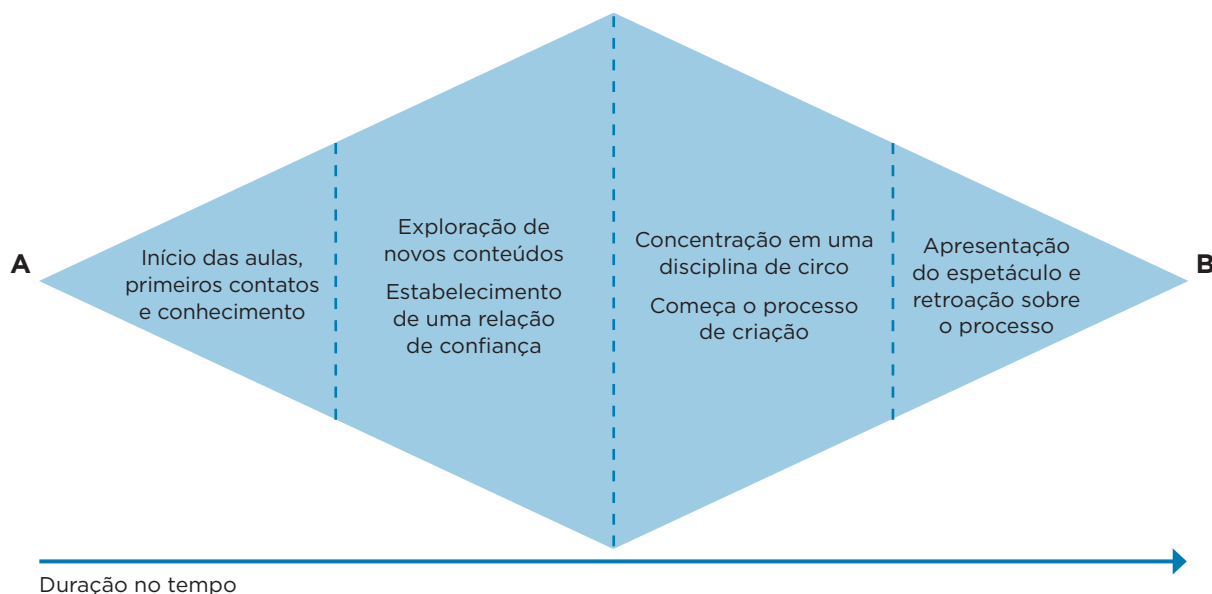 A
Início das aulas,
primeiros contatos
e conhecimento
Exploração de
novos conteúdos
Estabelecimento
de uma relação
de confiança
Concentração em uma
disciplina de circo
Começa o processo
de criação
Apresentação
do espetáculo e
retroação sobre
o processo
B
Duração no tempo